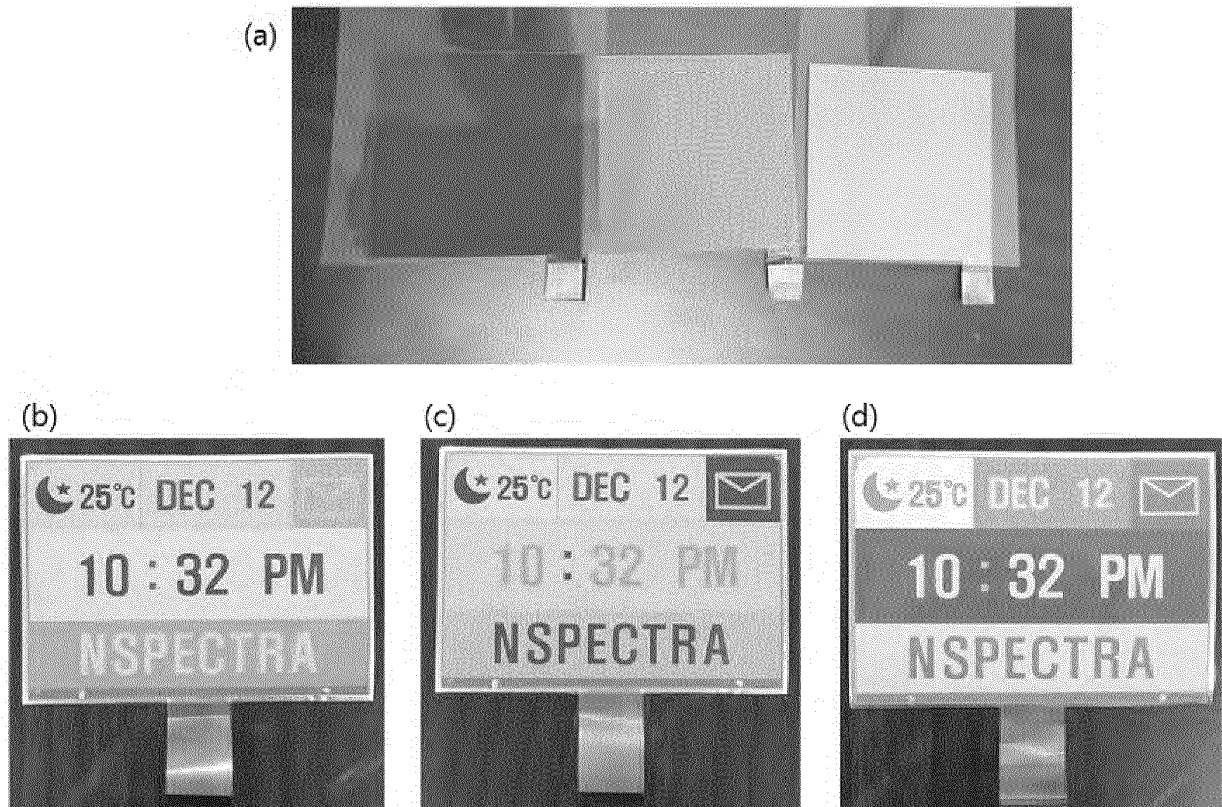 (a)
(b)
25°C DEC 12
10 : 32 PM
NSPECTRA
(c)
25°C DEC 12
10 : 32 PM
NSPECTRA
(d)
25°C DEC 12
10 : 32 PM
NSPECTRA